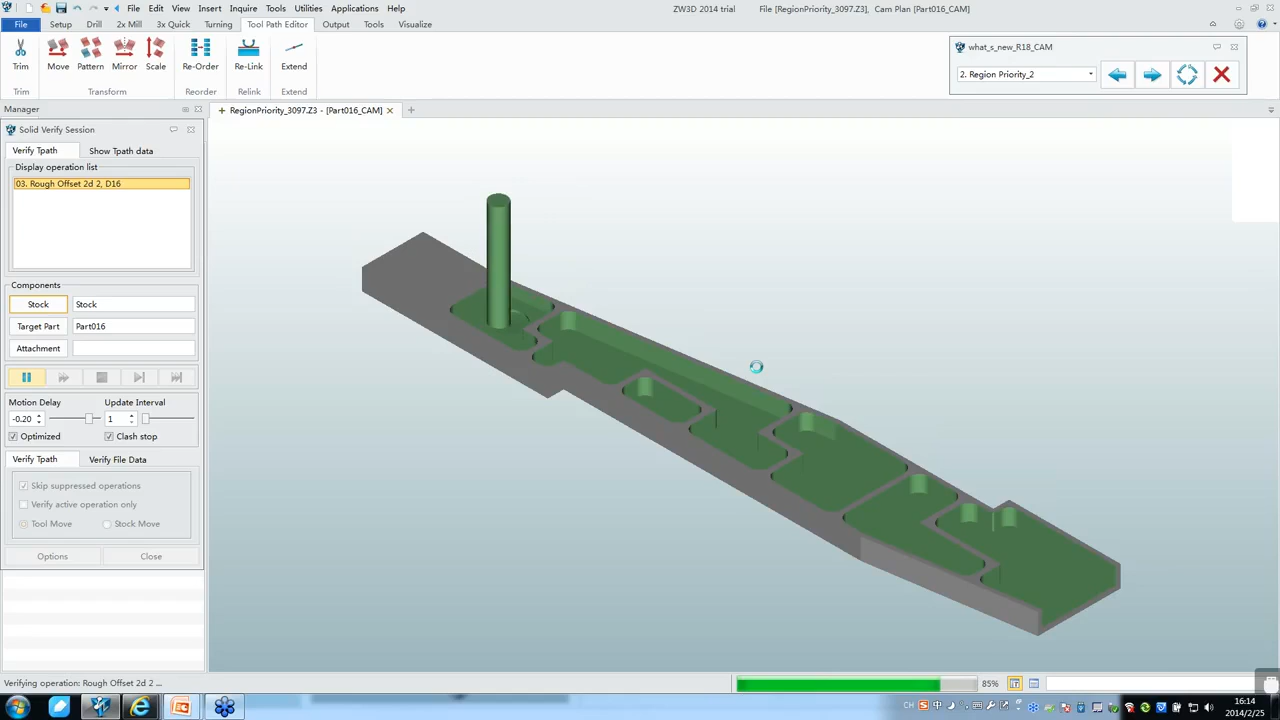 File Edit View Insert Inquire Tools Utilities Applications Help
ZW3D 2014 trial File [RegionPriority_3097.Z3], Cam Plan [Part016_CAM]
File Setup Drill 2x Mill 3x Quick Turning Tool Path Editor Output Tools Visualize
Trim Move Pattern Mirror Scale Re-Order Re-Link Extend
Trim Transform Reorder Relink Extend
what_s_new_R18_CAM
2. Region Priority_2
Manager
RegionPriority_3097.Z3 - [Part016_CAM]
Solid Verify Session
Verify Tpath Show Tpath data
Display operation list
03. Rough Offset 2d 2, D16
Components
Stock Stock
Target Part Part016
Attachment
Motion Delay Update Interval
-0.20 1
Optimized Clash stop
Verify Tpath Verify File Data
Skip suppressed operations
Verify active operation only
Tool Move Stock Move
Options Close
Verifying operation: Rough Offset 2d 2 ...
85%
CH
16:14
2014/2/25